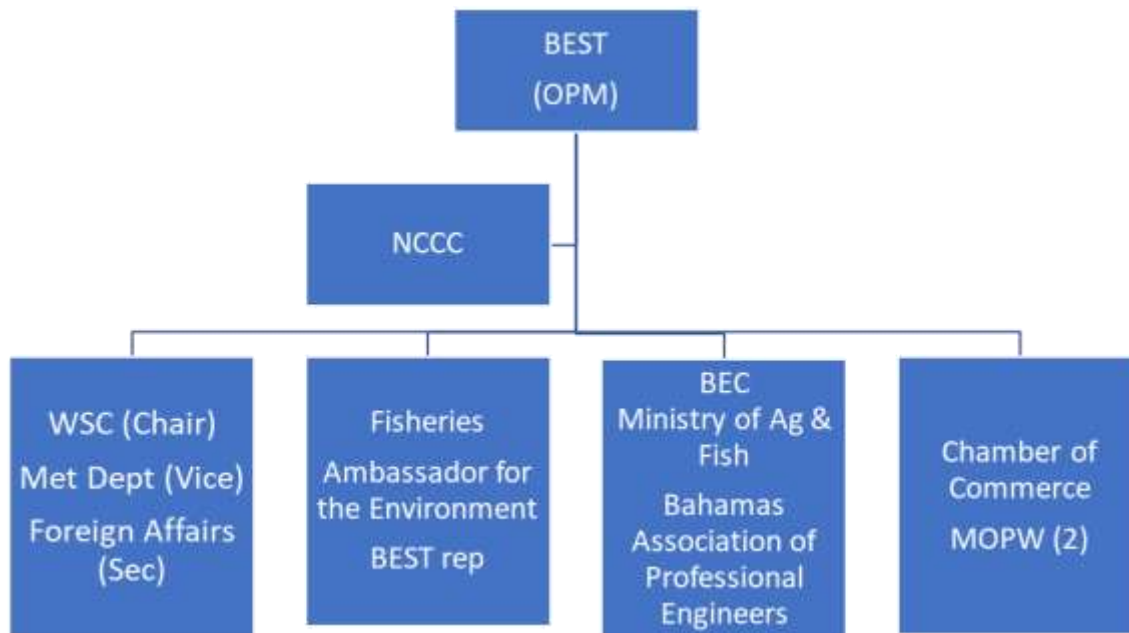 BEST
(OPM)
NCCC
WSC (Chair)
Met Dept (Vice)
Foreign Affairs
(Sec)
Fisheries
Ambassador for
the Environment
BEST rep
BEC
Ministry of Ag &
Fish
Bahamas
Association of
Professional
Engineers
Chamber of
Commerce
MOPW (2)